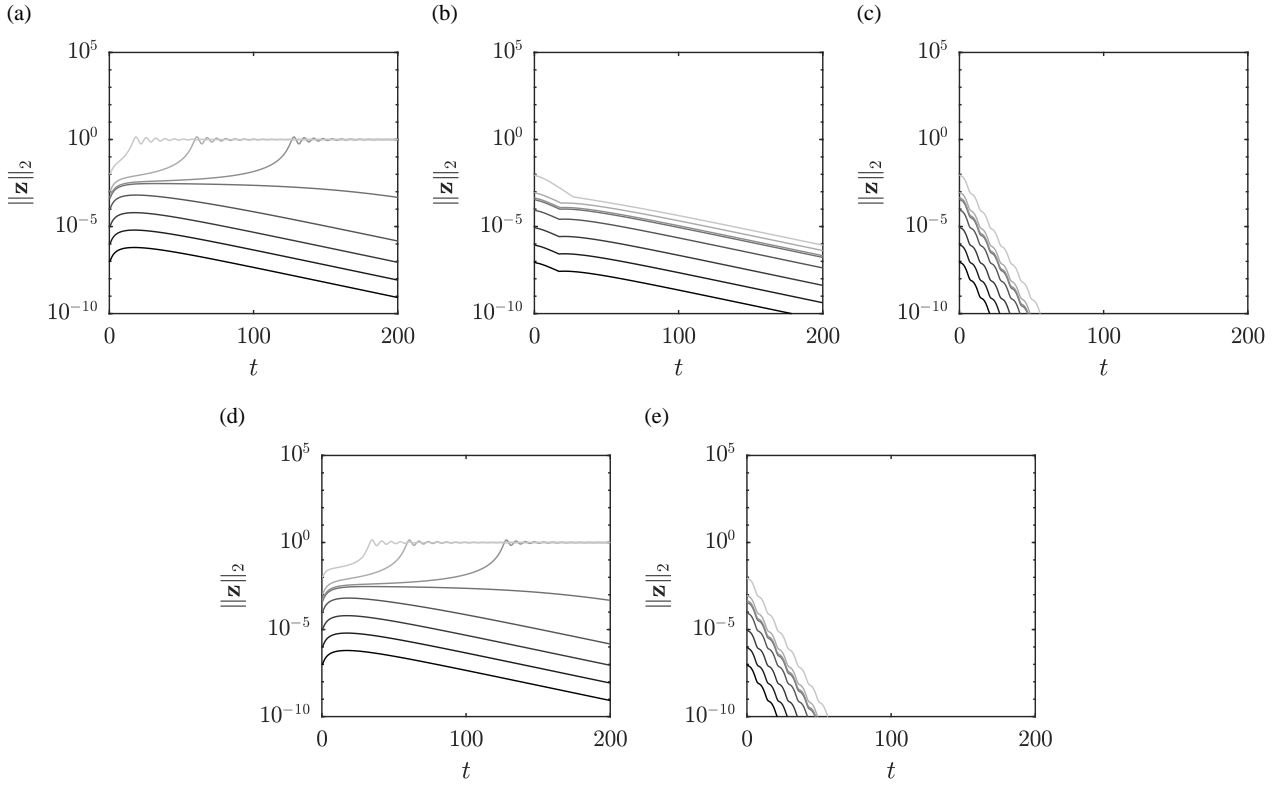 (a) (b) (c)
10^5 10^5 10^5
10^0 10^0 10^0
||z||_2 ||z||_2 ||z||_2
10^{-5} 10^{-5} 10^{-5}
10^{-10} 10^{-10} 10^{-10}
0 100 200 0 100 200 0 100 200
t t t
(d) (e)
10^5 10^5
10^0 10^0
||z||_2 ||z||_2
10^{-5} 10^{-5}
10^{-10} 10^{-10}
0 100 200 0 100 200
t t